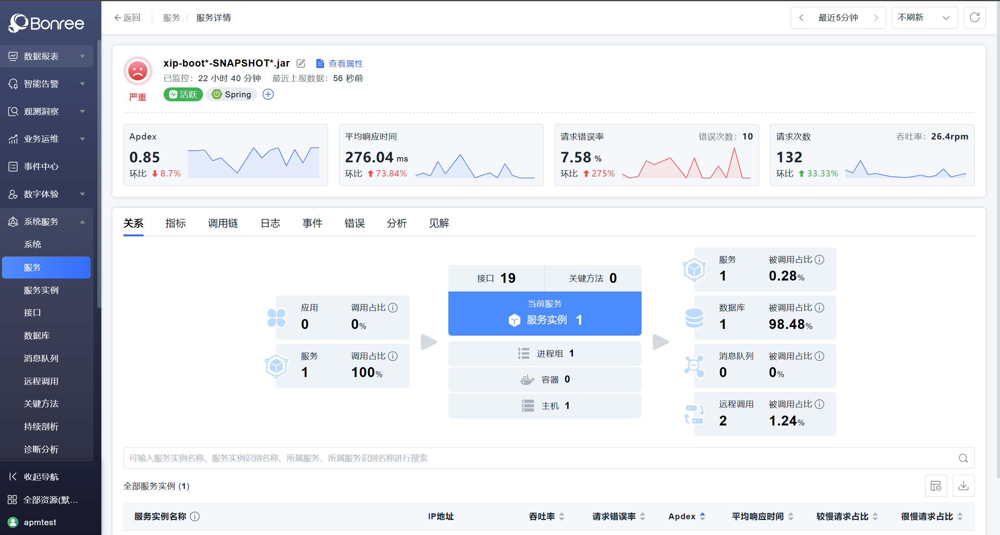 Bonree
数据报表
智能告警
观测洞察
业务运维
事件中心
数字体验
系统服务
系统
服务
服务实例
接口
数据库
消息队列
远程调用
关键方法
持续剖析
诊断分析
收起导航
全部资源(默...
apmtest
返回 服务 / 服务详情 最近5分钟 不刷新
xip-boot*-SNAPSHOT*.jar 查看属性
已监控： 22 小时 40 分钟 最近上报数据： 56 秒前
严重 活跃 Spring
Apdex
0.85
环比 8.7%
平均响应时间
276.04 ms
环比 73.84%
请求错误率 错误次数： 10
7.58 %
环比 275%
请求次数 吞吐率： 26.4rpm
132
环比 33.33%
关系 指标 调用链 日志 事件 错误 分析 见解
应用 调用占比
0 0%
服务 调用占比
1 100%
接口 19 关键方法 0
当前服务
服务实例 1
进程组 1
容器 0
主机 1
服务 被调用占比
1 0.28%
数据库 被调用占比
1 98.48%
消息队列 被调用占比
0 0%
远程调用 被调用占比
2 1.24%
可输入服务实例名称、服务实例识别名称、所属服务、所属服务识别名称进行搜索
全部服务实例 (1)
服务实例名称 IP地址 吞吐率 请求错误率 Apdex 平均响应时间 较慢请求占比 很慢请求占比